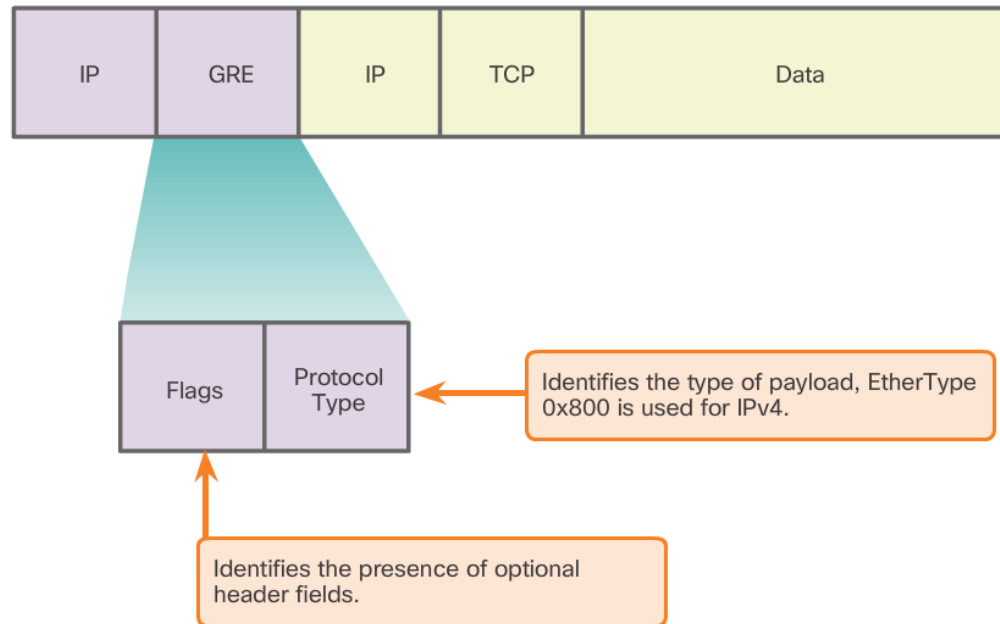 IP GRE IP TCP Data
Flags
Protocol
Type
Identifies the type of payload, EtherType
0x800 is used for IPv4.
Identifies the presence of optional
header fields.